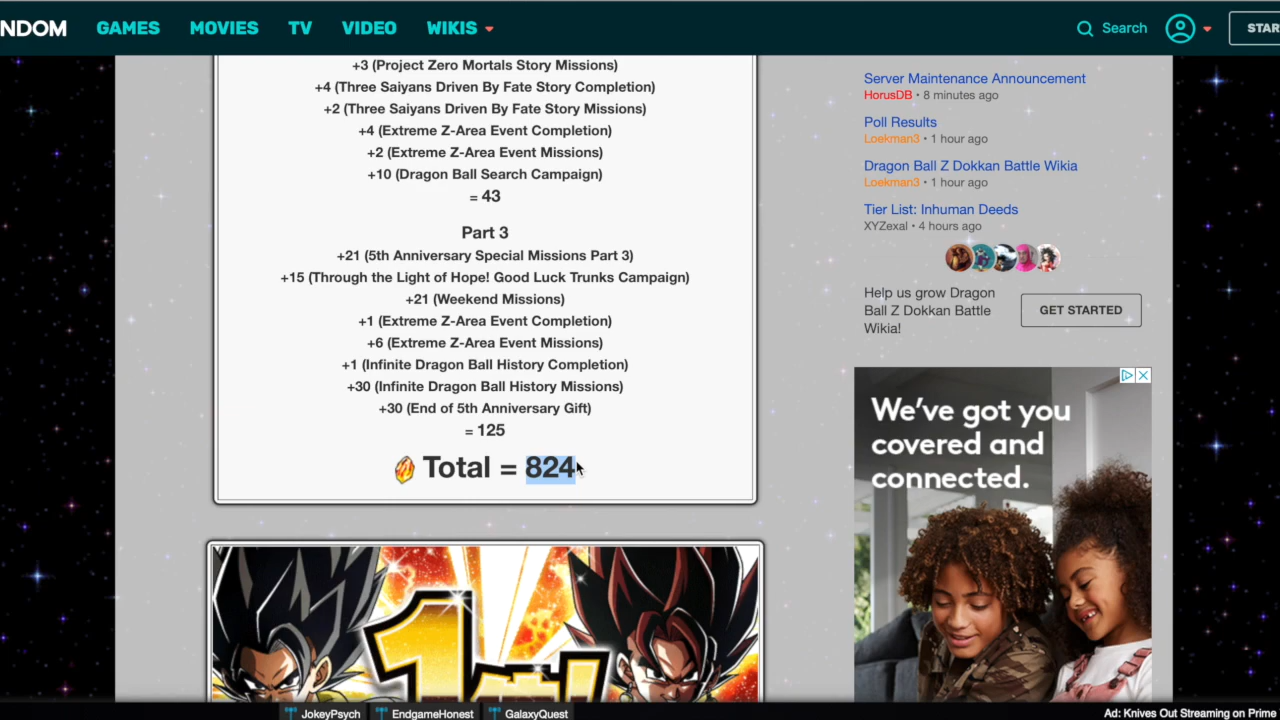 NDOM GAMES MOVIES TV VIDEO WIKIS Search STAR
+3 (Project Zero Mortals Story Missions)
+4 (Three Saiyans Driven By Fate Story Completion)
+2 (Three Saiyans Driven By Fate Story Missions)
+4 (Extreme Z-Area Event Completion)
+2 (Extreme Z-Area Event Missions)
+10 (Dragon Ball Search Campaign)
= 43
Part 3
+21 (5th Anniversary Special Missions Part 3)
+15 (Through the Light of Hope! Good Luck Trunks Campaign)
+21 (Weekend Missions)
+1 (Extreme Z-Area Event Completion)
+6 (Extreme Z-Area Event Missions)
+1 (Infinite Dragon Ball History Completion)
+30 (Infinite Dragon Ball History Missions)
+30 (End of 5th Anniversary Gift)
= 125
Total = 824
Server Maintenance Announcement
HorusDB • 8 minutes ago
Poll Results
Loekman3 • 1 hour ago
Dragon Ball Z Dokkan Battle Wikia
Loekman3 • 1 hour ago
Tier List: Inhuman Deeds
XYZexal • 4 hours ago
Help us grow Dragon
Ball Z Dokkan Battle
Wikia!
GET STARTED
We've got you
covered and
connected.
JokeyPsych EndgameHonest GalaxyQuest Ad: Knives Out Streaming on Prime